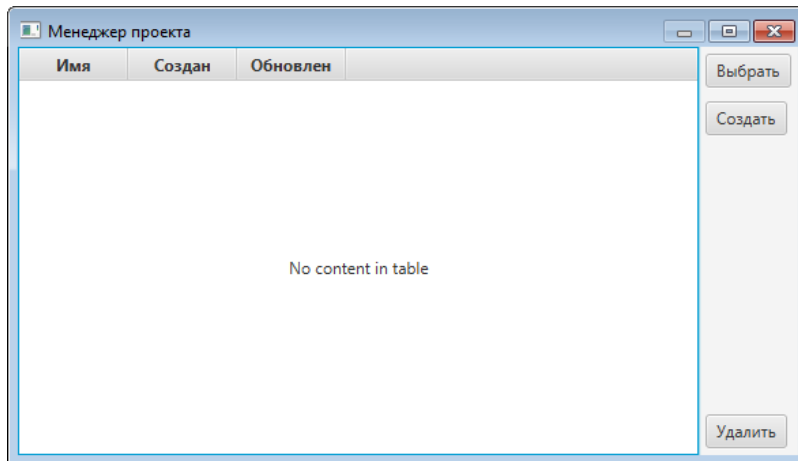 Менеджер проекта
Имя Создан Обновлен
Выбрать
Создать
No content in table
Удалить